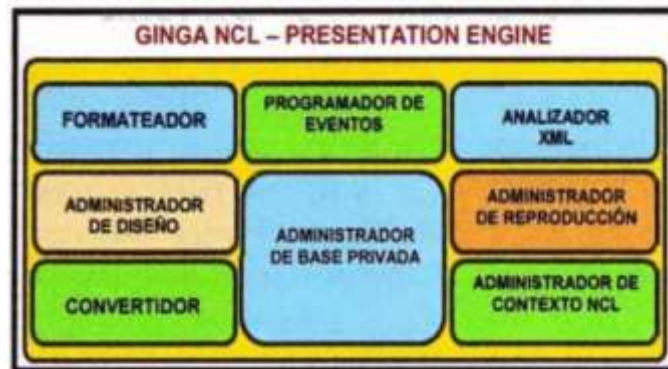 GINGA NCL – PRESENTATION ENGINE
FORMATEADOR
PROGRAMADOR DE
EVENTOS
ANALIZADOR
XML
ADMINISTRADOR
DE DISEÑO
ADMINISTRADOR
DE BASE PRIVADA
ADMINISTRADOR
DE REPRODUCCIÓN
CONVERTIDOR
ADMINISTRADOR DE
CONTEXTO NCL